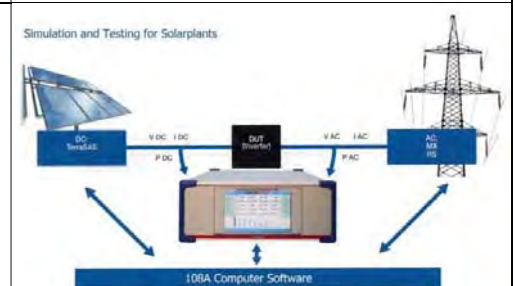 Simulation and Testing for Solarplants
DC:
TerraSAS
V DC I DC
P DC
DUT
(Inverter)
V AC I AC
P AC
AC:
MX
RS
108A Computer Software